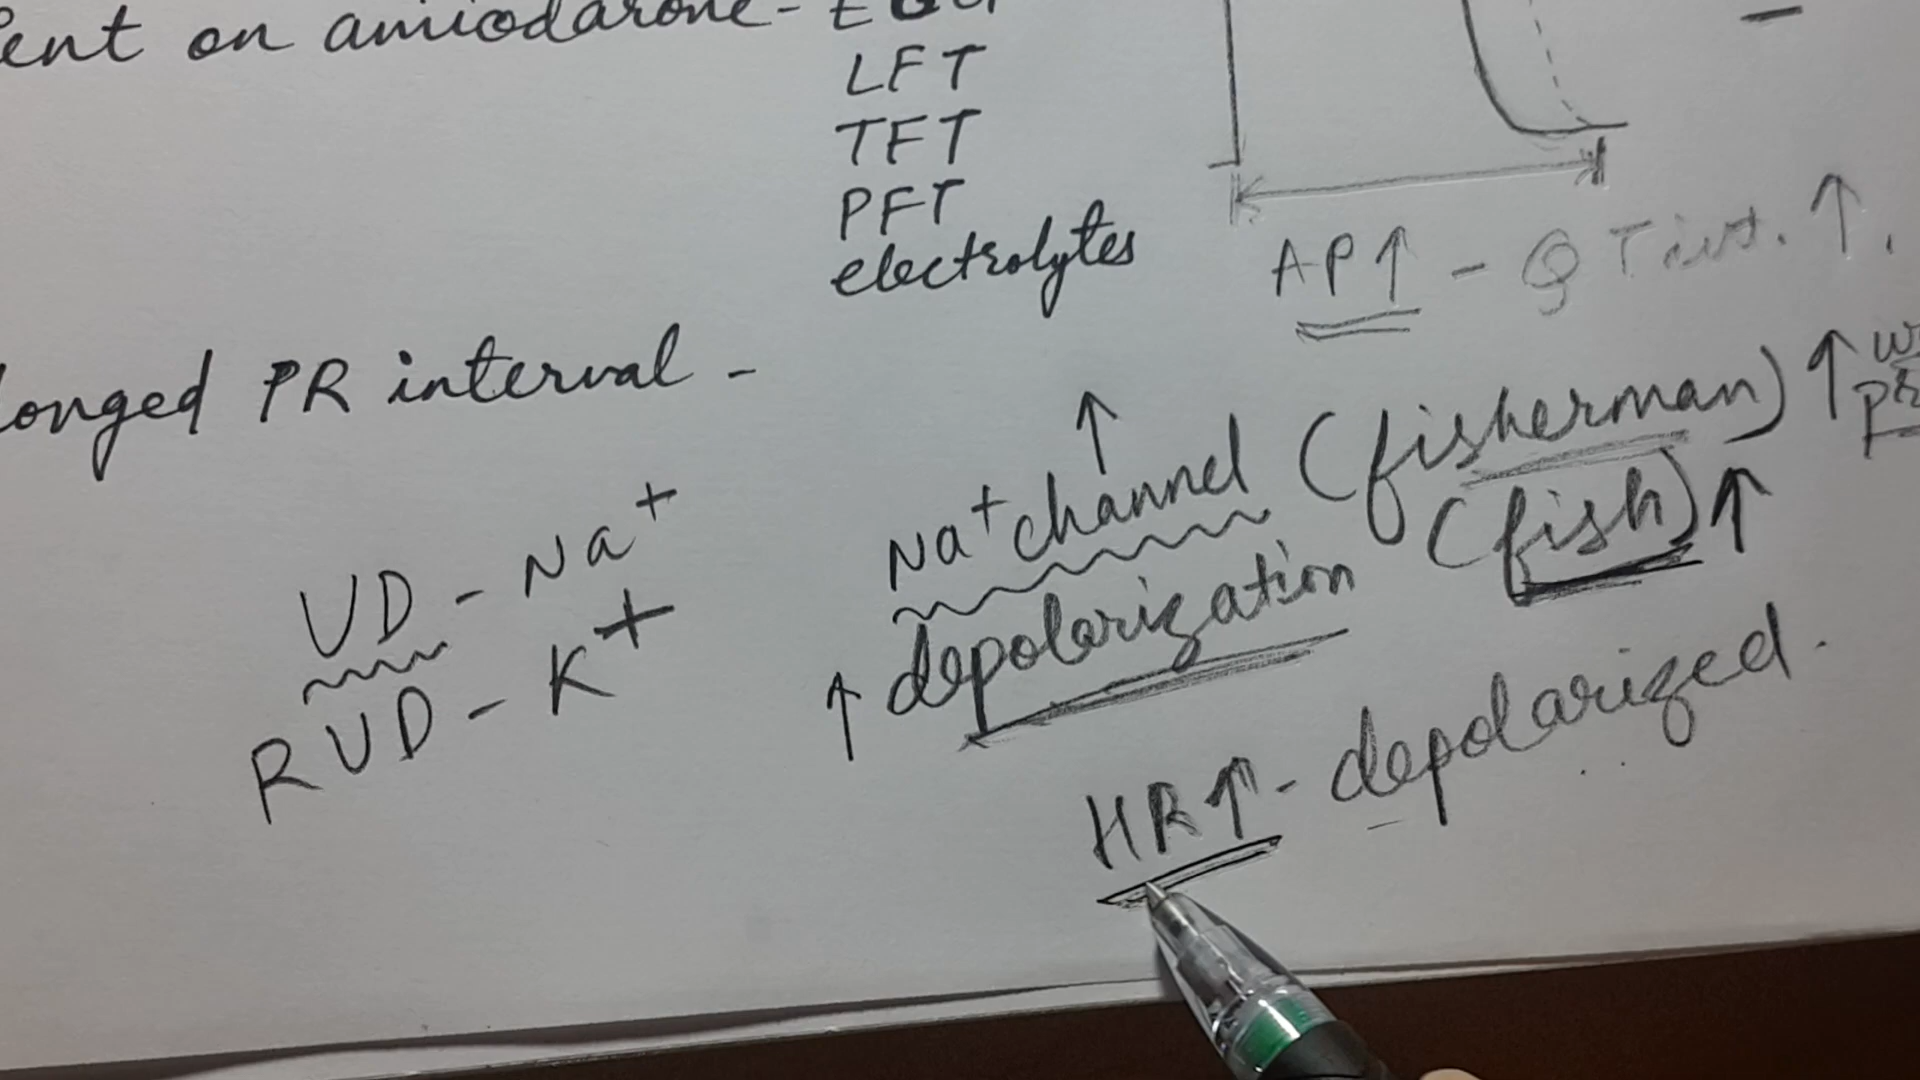 ent on amiodarone - ECG
LFT
TFT
PFT
electrolytes
AP↑ - QT int. ↑.
longed PR interval -
↑
Na+ channel (fisherman) ↑
UD - Na+
↑ depolarization (fish) ↑
RUD - K+
HR↑ - depolarized.